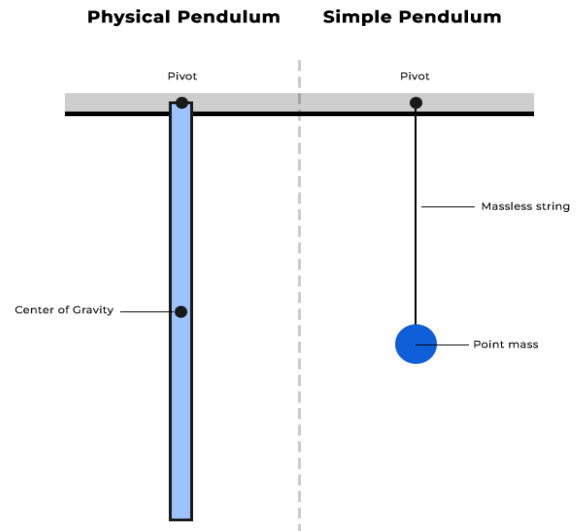 Physical Pendulum
Simple Pendulum
Pivot
Pivot
Massless string
Center of Gravity
Point mass